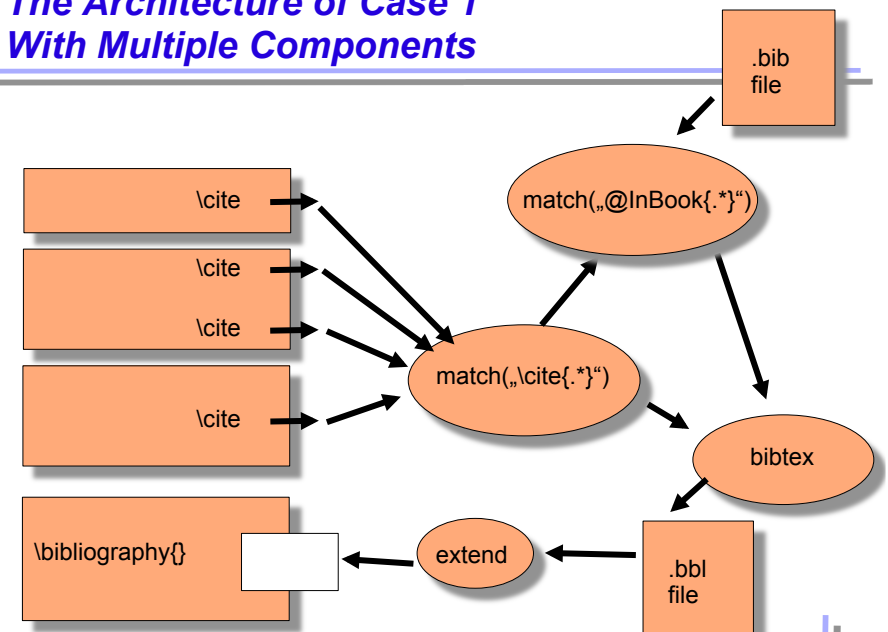 The Architecture of Case 1
With Multiple Components
.bib
file
\cite
match(„@InBook{.*}“)
\cite
\cite
match(„\cite{.*}“)
\cite
bibtex
\bibliography{}
extend
.bbl
file